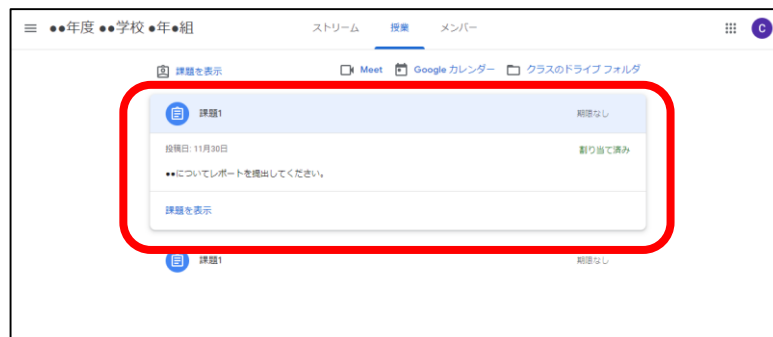 ●●年度 ●●学校 ●年●組 ストリーム 授業 メンバー C
課題を表示 Meet Google カレンダー クラスのドライブ フォルダ
課題1 期限なし
投稿日: 11月30日 割り当て済み
●●についてレポートを提出してください。
課題を表示
課題1 期限なし